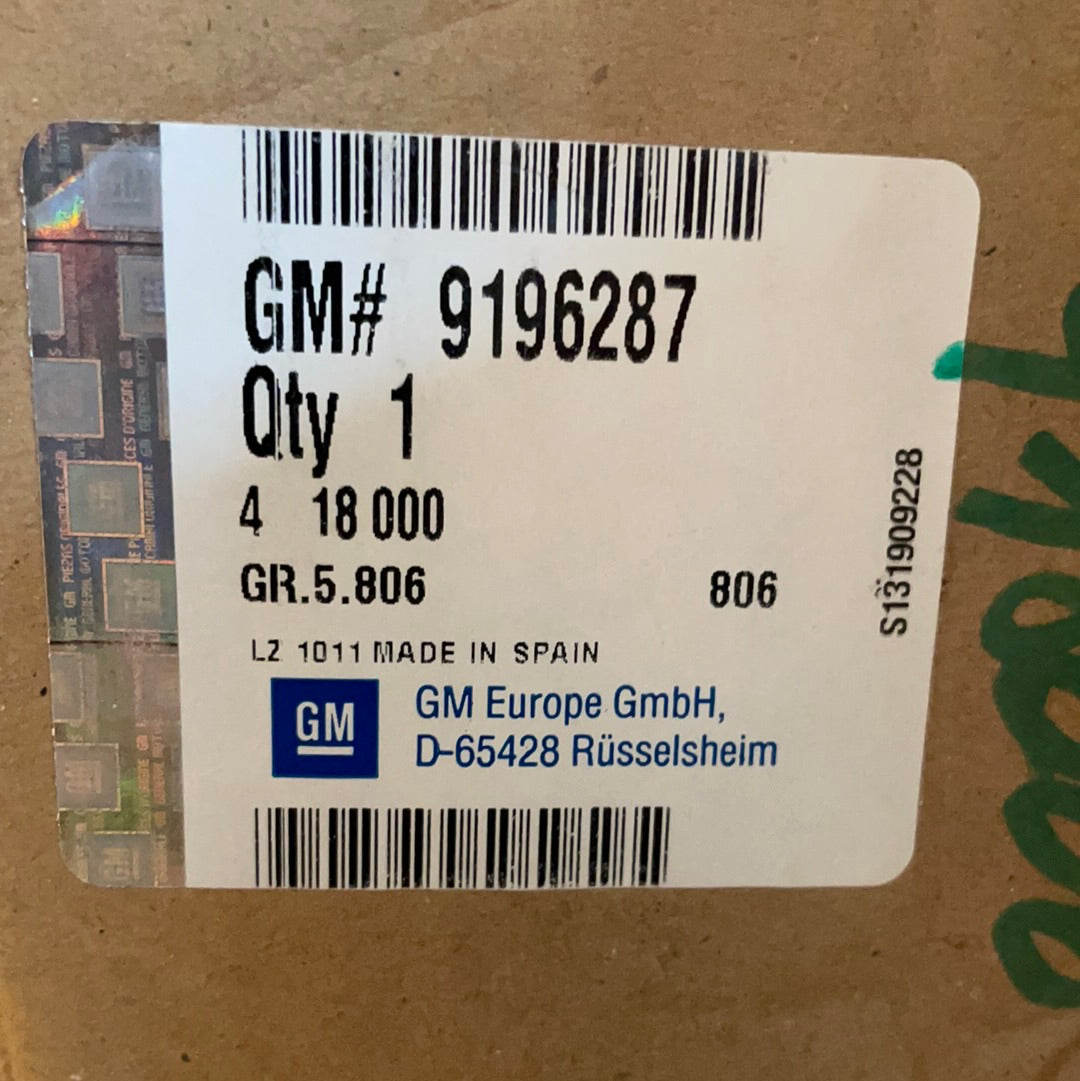 GM# 9196287
Qty 1
4 18 000
GR.5.806 806
LZ 1011 MADE IN SPAIN
GM
GM Europe GmbH,
D-65428 Rüsselsheim
S131909228